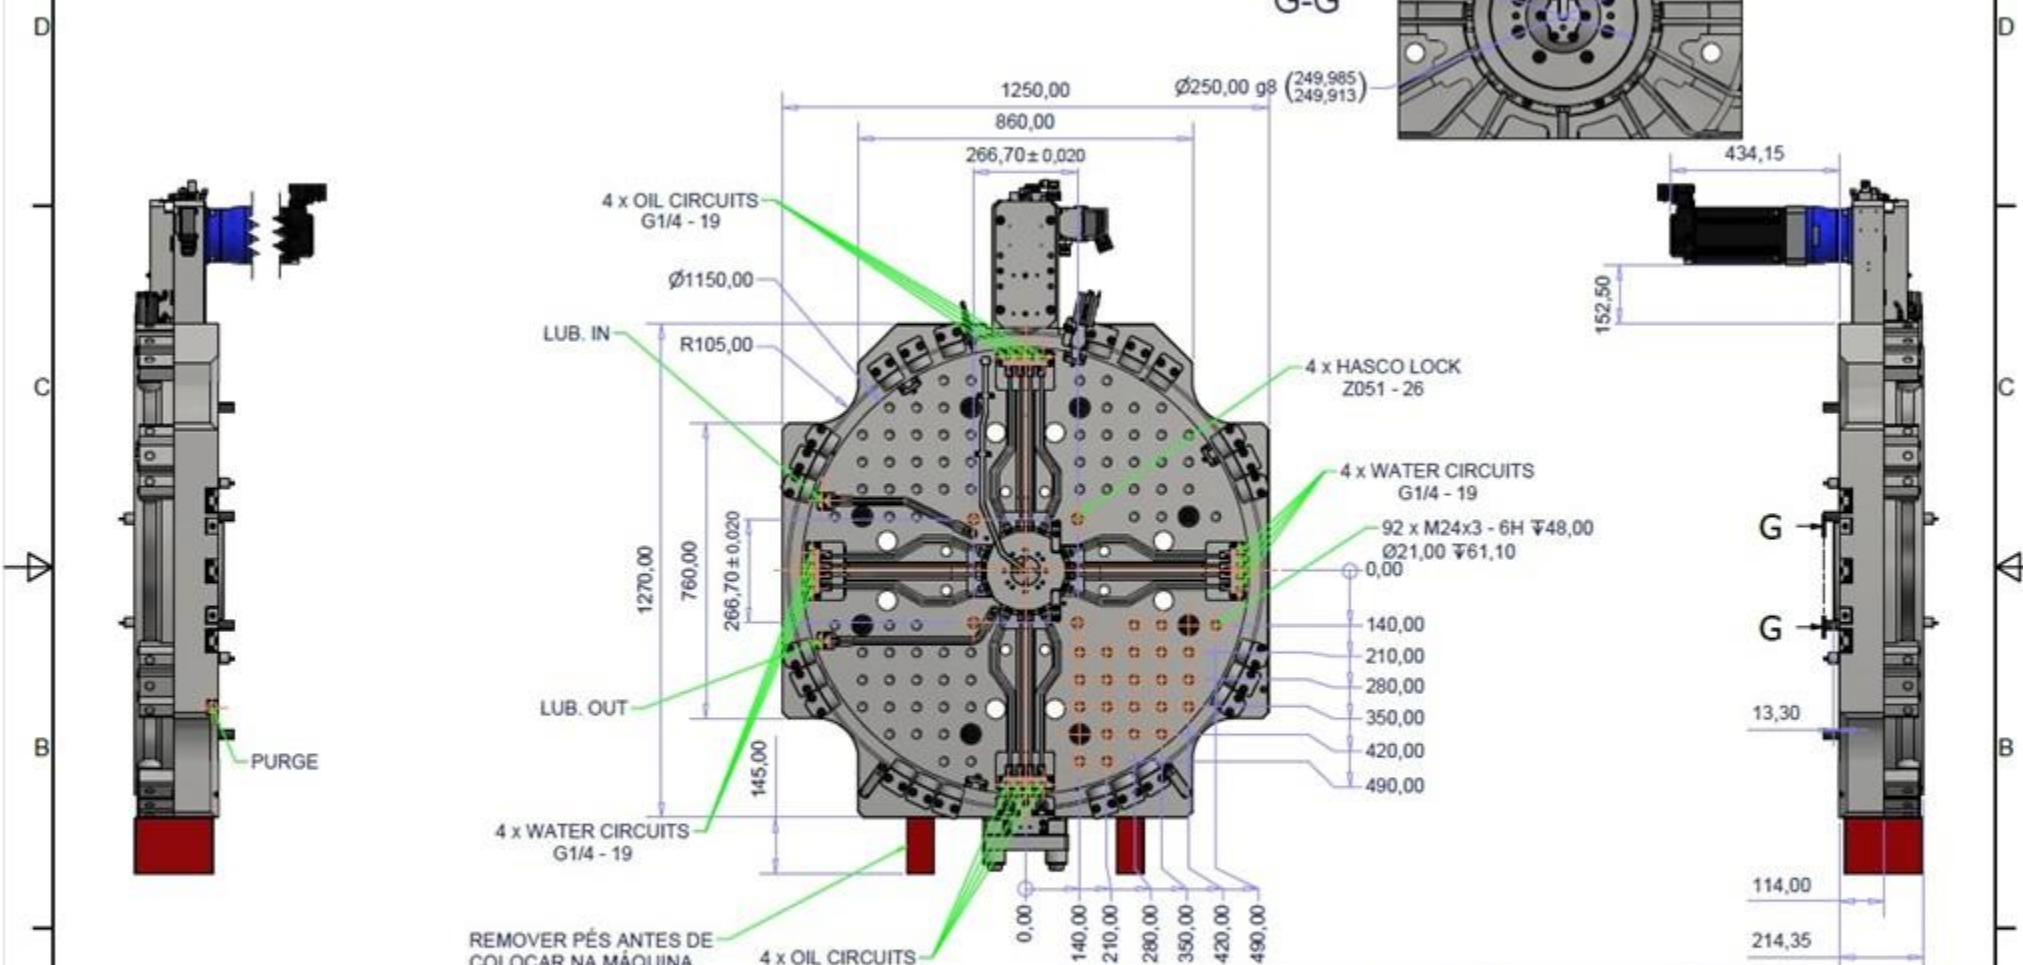 D
D
G-G
Ø250,00 g8 (249,985
249,913)
1250,00
860,00
266,70 ± 0,020
434,15
4 x OIL CIRCUITS
G1/4 - 19
Ø1150,00
LUB. IN
R105,00
152,50
4 x HASCO LOCK
Z051 - 26
C
C
4 x WATER CIRCUITS
G1/4 - 19
92 x M24x3 - 6H ↧48,00
Ø21,00 ↧61,10
G
0,00
1270,00
760,00
266,70 ± 0,020
140,00
G
210,00
280,00
LUB. OUT
350,00
13,30
420,00
B
B
PURGE
145,00
490,00
4 x WATER CIRCUITS
G1/4 - 19
114,00
0,00
140,00
210,00
280,00
350,00
420,00
490,00
REMOVER PÉS ANTES DE
COLOCAR NA MÁQUINA
4 x OIL CIRCUITS
214,35